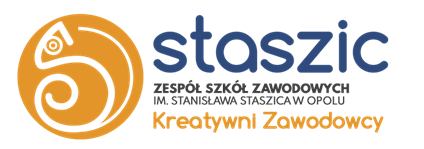 staszic
ZESPÓŁ SZKÓŁ ZAWODOWYCH
IM. STANISŁAWA STASZICA W OPOLU
Kreatywni Zawodowcy